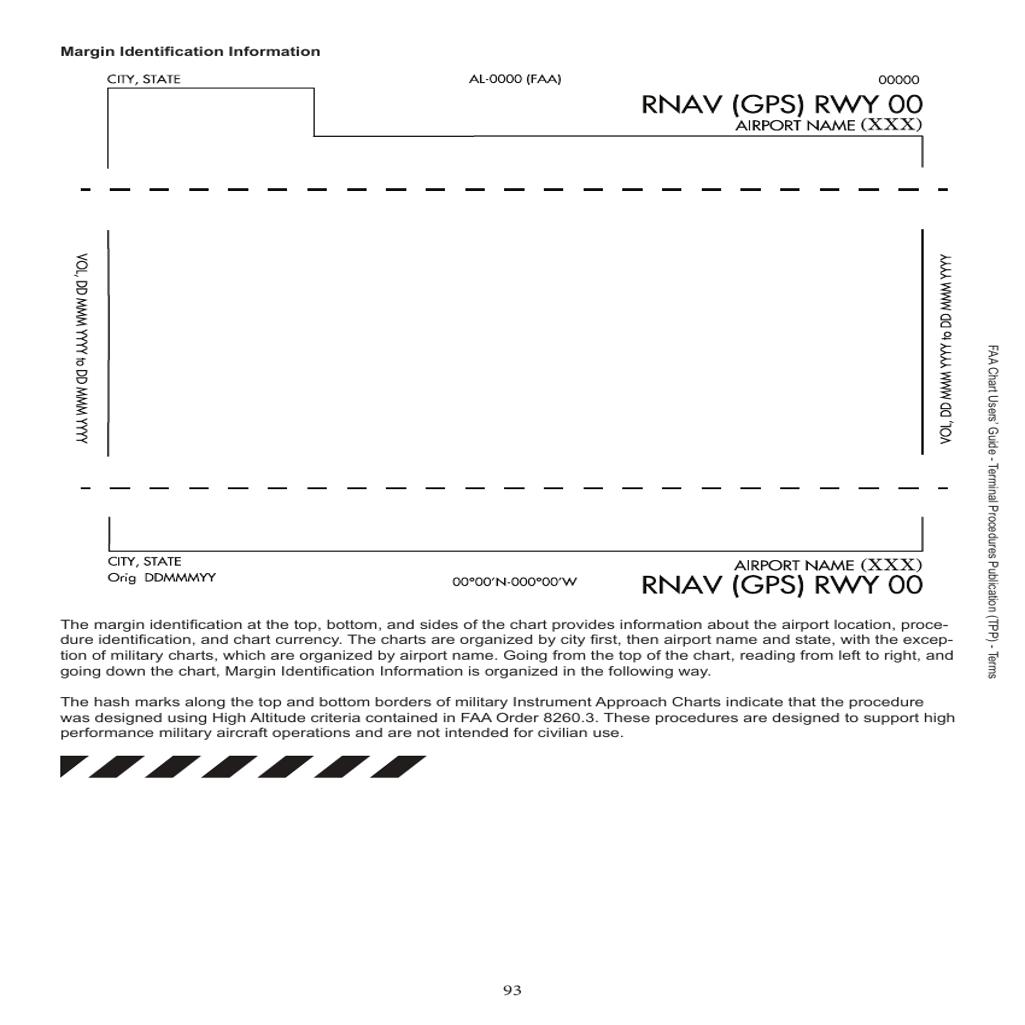 Margin Identification Information
CITY, STATE
AL-0000 (FAA)
00000
RNAV (GPS) RWY 00
AIRPORT NAME (XXX)
VOL, DD MMM YYYY to DD MMM YYYY
VOL, DD MMM YYYY to DD MMM YYYY
FAA Chart Users' Guide - Terminal Procedures Publication (TPP) - Terms
CITY, STATE
Orig DDMMMYY
00°00'N-000°00'W
AIRPORT NAME (XXX)
RNAV (GPS) RWY 00
The margin identification at the top, bottom, and sides of the chart provides information about the airport location, proce-
dure identification, and chart currency. The charts are organized by city first, then airport name and state, with the excep-
tion of military charts, which are organized by airport name. Going from the top of the chart, reading from left to right, and
going down the chart, Margin Identification Information is organized in the following way.
The hash marks along the top and bottom borders of military Instrument Approach Charts indicate that the procedure
was designed using High Altitude criteria contained in FAA Order 8260.3. These procedures are designed to support high
performance military aircraft operations and are not intended for civilian use.
93